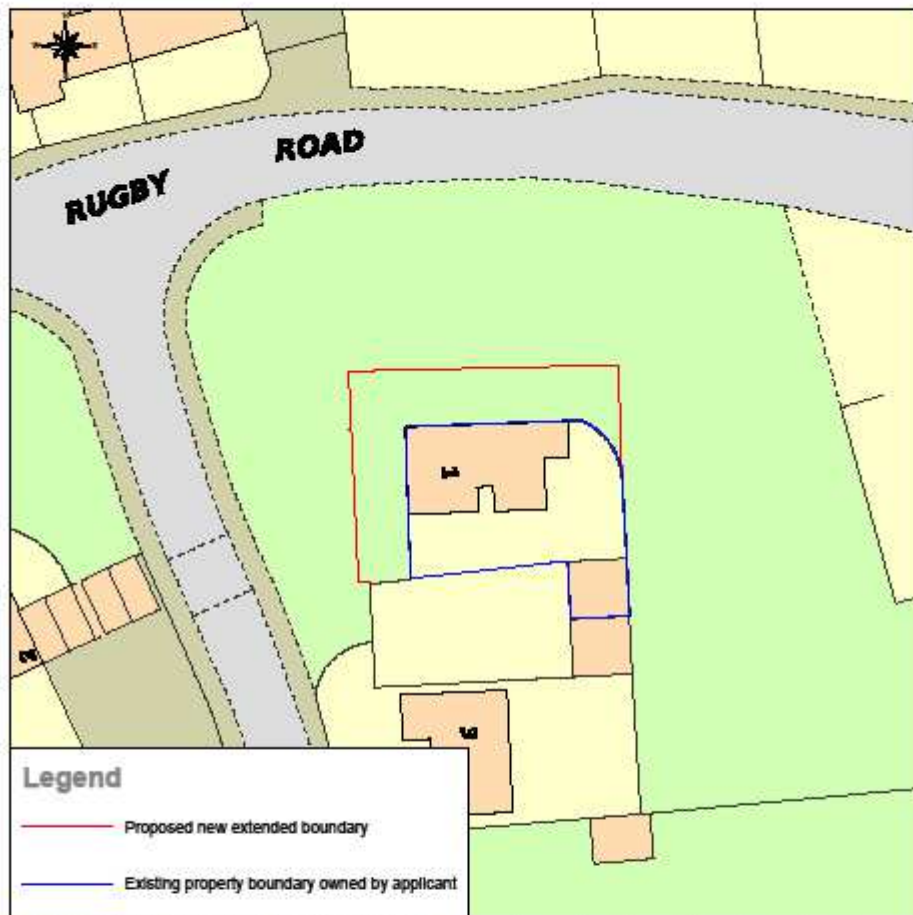 RUGBY ROAD
Legend
Proposed new extended boundary
Existing property boundary owned by applicant